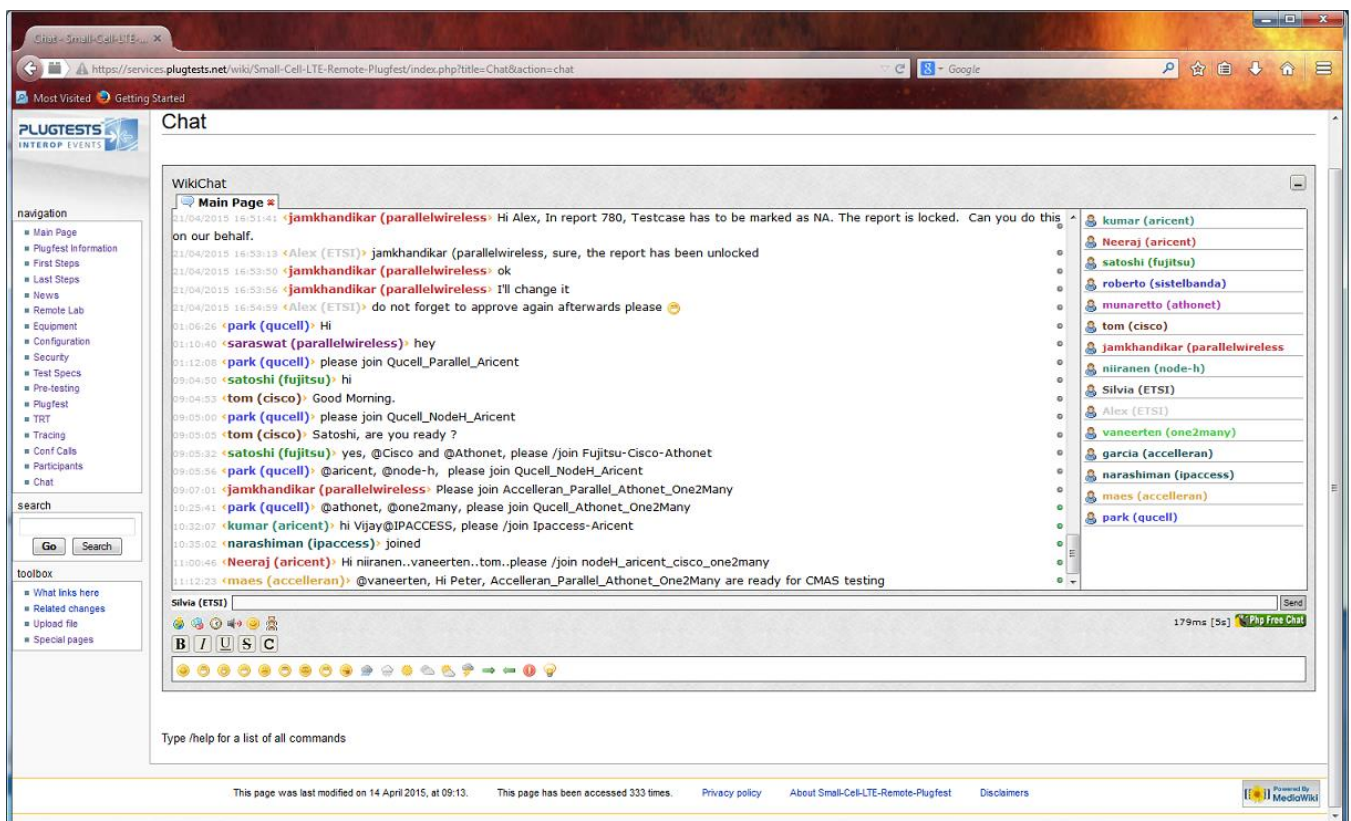 Chat - Small-Cell-LTE-... ×
https://services.plugtests.net/wiki/Small-Cell-LTE-Remote-Plugfest/index.php?title=Chat&action=chat
Google
Most Visited Getting Started
PLUGTESTS
INTEROP EVENTS
navigation
Main Page
Plugfest Information
First Steps
Last Steps
News
Remote Lab
Equipment
Configuration
Security
Test Specs
Pre-testing
Plugfest
TRT
Tracing
Conf Calls
Participants
Chat
search
Go Search
toolbox
What links here
Related changes
Upload file
Special pages
Chat
WikiChat
Main Page
21/04/2015 16:51:41 ‹jamkhandikar (parallelwireless› Hi Alex, In report 780, Testcase has to be marked as NA. The report is locked. Can you do this
on our behalf.
21/04/2015 16:53:13 ‹Alex (ETSI)› jamkhandikar (parallelwireless, sure, the report has been unlocked
21/04/2015 16:53:50 ‹jamkhandikar (parallelwireless› ok
21/04/2015 16:53:56 ‹jamkhandikar (parallelwireless› I'll change it
21/04/2015 16:54:59 ‹Alex (ETSI)› do not forget to approve again afterwards please
01:06:26 ‹park (qucell)› Hi
01:10:40 ‹saraswat (parallelwireless)› hey
01:12:08 ‹park (qucell)› please join Qucell_Parallel_Aricent
09:04:50 ‹satoshi (fujitsu)› hi
09:04:53 ‹tom (cisco)› Good Morning.
09:05:00 ‹park (qucell)› please join Qucell_NodeH_Aricent
09:05:05 ‹tom (cisco)› Satoshi, are you ready ?
09:05:32 ‹satoshi (fujitsu)› yes, @Cisco and @Athonet, please /join Fujitsu-Cisco-Athonet
09:05:56 ‹park (qucell)› @aricent, @node-h, please join Qucell_NodeH_Aricent
09:07:01 ‹jamkhandikar (parallelwireless› Please join Accelleran_Parallel_Athonet_One2Many
10:25:41 ‹park (qucell)› @athonet, @one2many, please join Qucell_Athonet_One2Many
10:32:07 ‹kumar (aricent)› hi Vijay@IPACCESS, please /join Ipaccess-Aricent
10:35:02 ‹narashiman (ipaccess)› joined
11:00:46 ‹Neeraj (aricent)› Hi niiranen..vaneerten..tom..please /join nodeH_aricent_cisco_one2many
11:12:23 ‹maes (accelleran)› @vaneerten, Hi Peter, Accelleran_Parallel_Athonet_One2Many are ready for CMAS testing
kumar (aricent)
Neeraj (aricent)
satoshi (fujitsu)
roberto (sistelbanda)
munaretto (athonet)
tom (cisco)
jamkhandikar (parallelwireless
niiranen (node-h)
Silvia (ETSI)
Alex (ETSI)
vaneerten (one2many)
garcia (accelleran)
narashiman (ipaccess)
maes (accelleran)
park (qucell)
Silvia (ETSI) Send
179ms [5s] Php Free Chat
B I U S C
Type /help for a list of all commands
This page was last modified on 14 April 2015, at 09:13. This page has been accessed 333 times. Privacy policy About Small-Cell-LTE-Remote-Plugfest Disclaimers
Powered By
MediaWiki